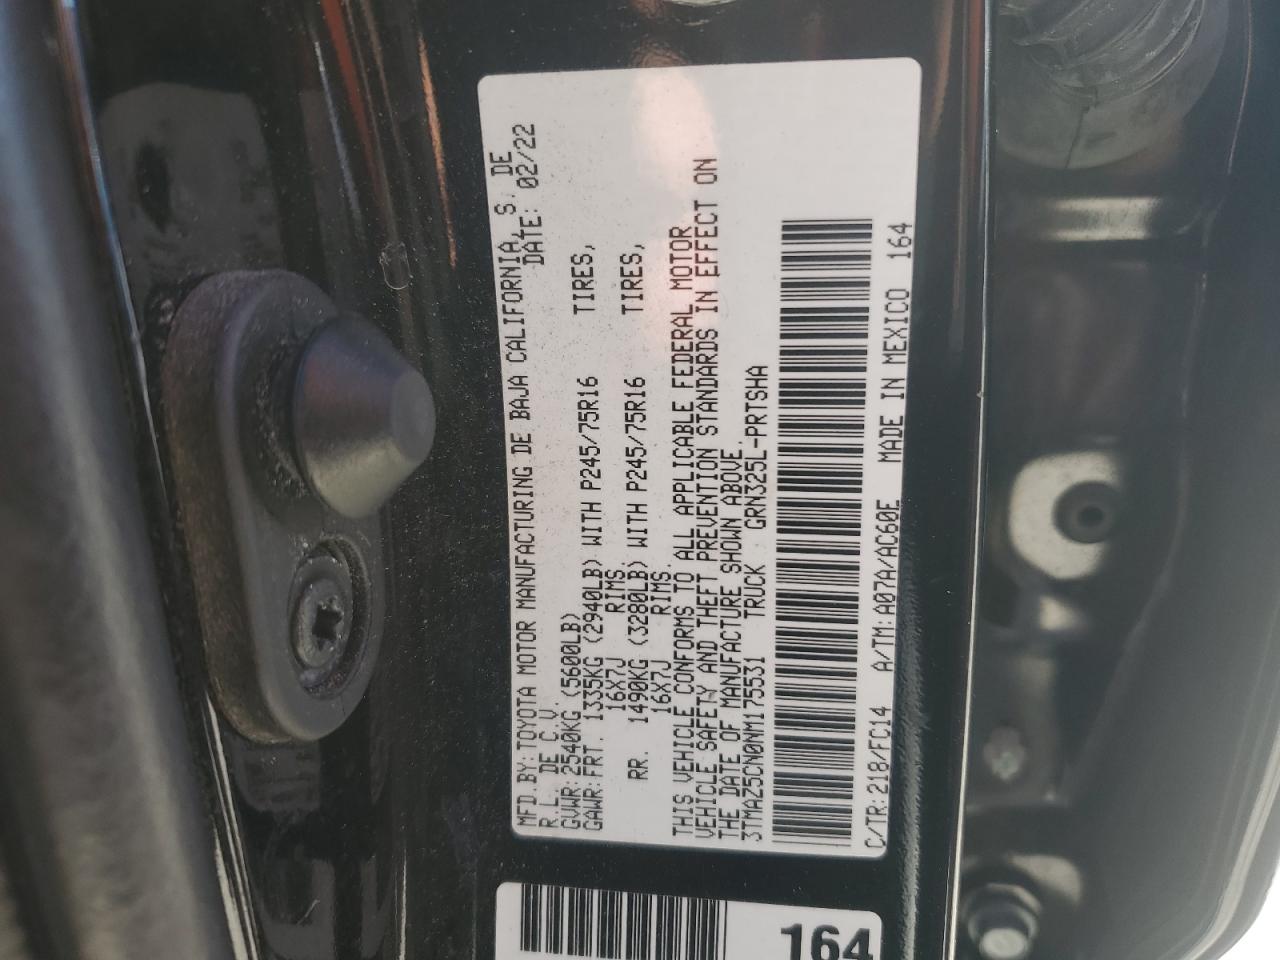 MFD.BY:TOYOTA MOTOR MANUFACTURING DE BAJA CALIFORNIA, S. DE
R.L. DE C.V. DATE: 02/22
GVWR:2540KG (5600LB)
GAWR:FRT. 1335KG (2940LB) WITH P245/75R16 TIRES,
16X7J RIMS,
RR. 1490KG (3280LB) WITH P245/75R16 TIRES,
16X7J RIMS.
THIS VEHICLE CONFORMS TO ALL APPLICABLE FEDERAL MOTOR
VEHICLE SAFETY AND THEFT PREVENTION STANDARDS IN EFFECT ON
THE DATE OF MANUFACTURE SHOWN ABOVE.
3TMAZ5CN0NM175531 TRUCK GRN325L-PRTSHA
C/TR:218/FC14 A/TM:A07A/AC60E MADE IN MEXICO 164
164